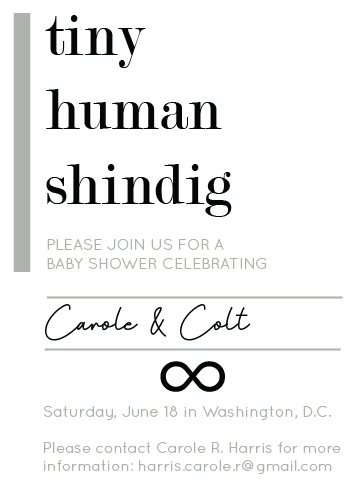 tiny
human
shindig
PLEASE JOIN US FOR A
BABY SHOWER CELEBRATING
Carole & Colt
Saturday, June 18 in Washington, D.C.
Please contact Carole R. Harris for more
information: harris.carole.r@gmail.com